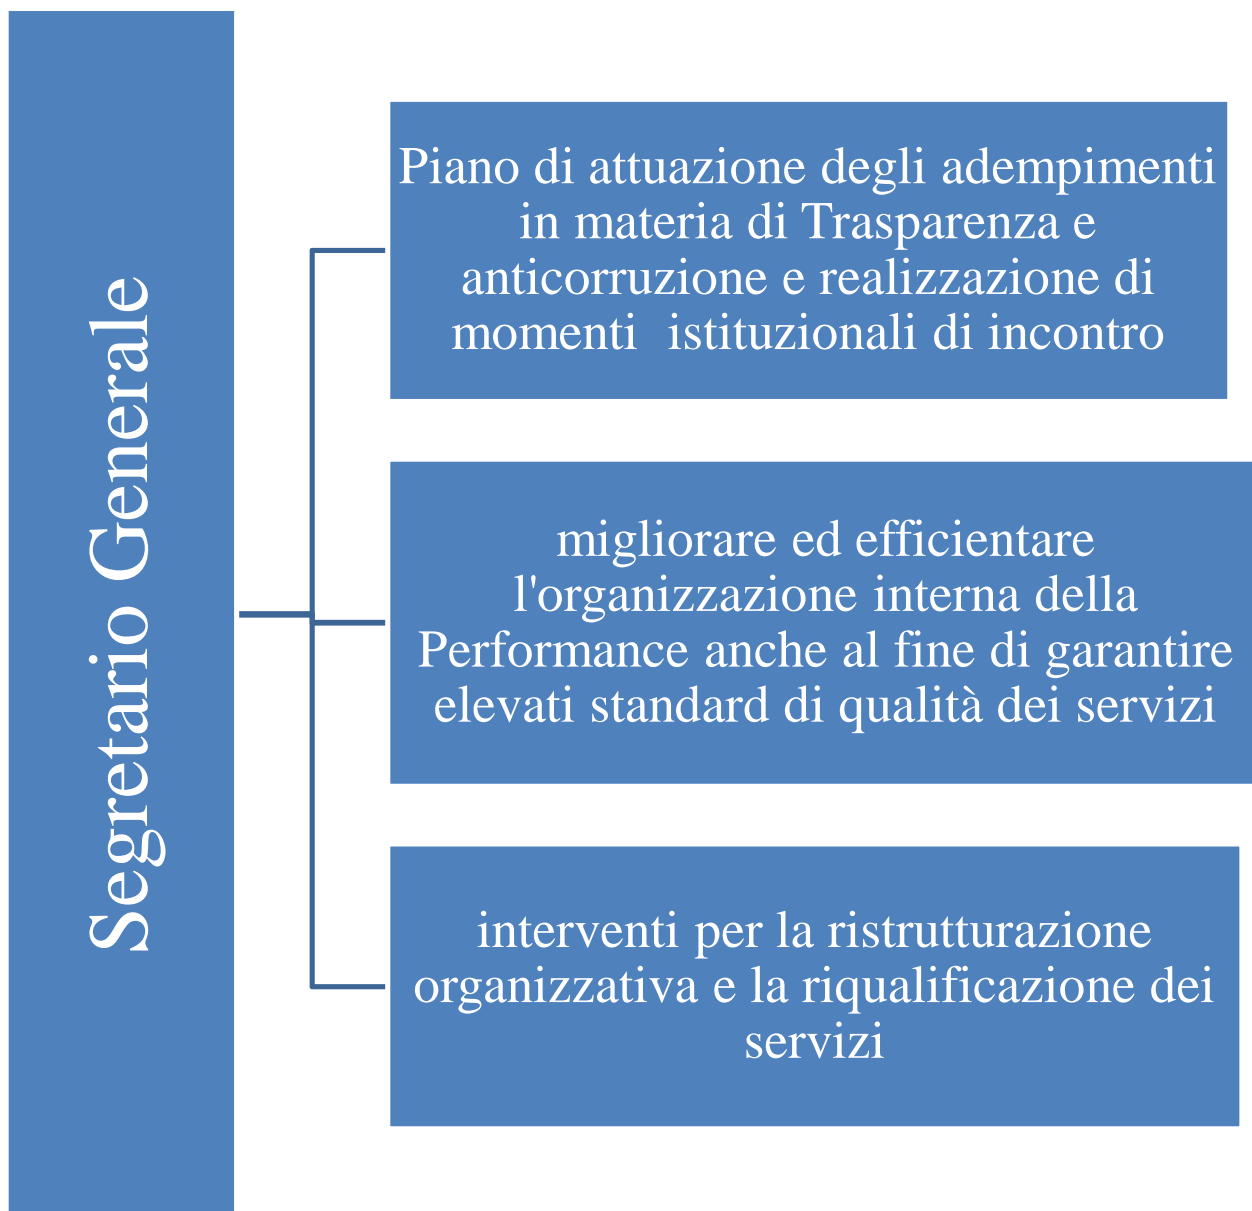 Segretario Generale
Piano di attuazione degli adempimenti
in materia di Trasparenza e
anticorruzione e realizzazione di
momenti  istituzionali di incontro
migliorare ed efficientare
l'organizzazione interna della
Performance anche al fine di garantire
elevati standard di qualità dei servizi
interventi per la ristrutturazione
organizzativa e la riqualificazione dei
servizi